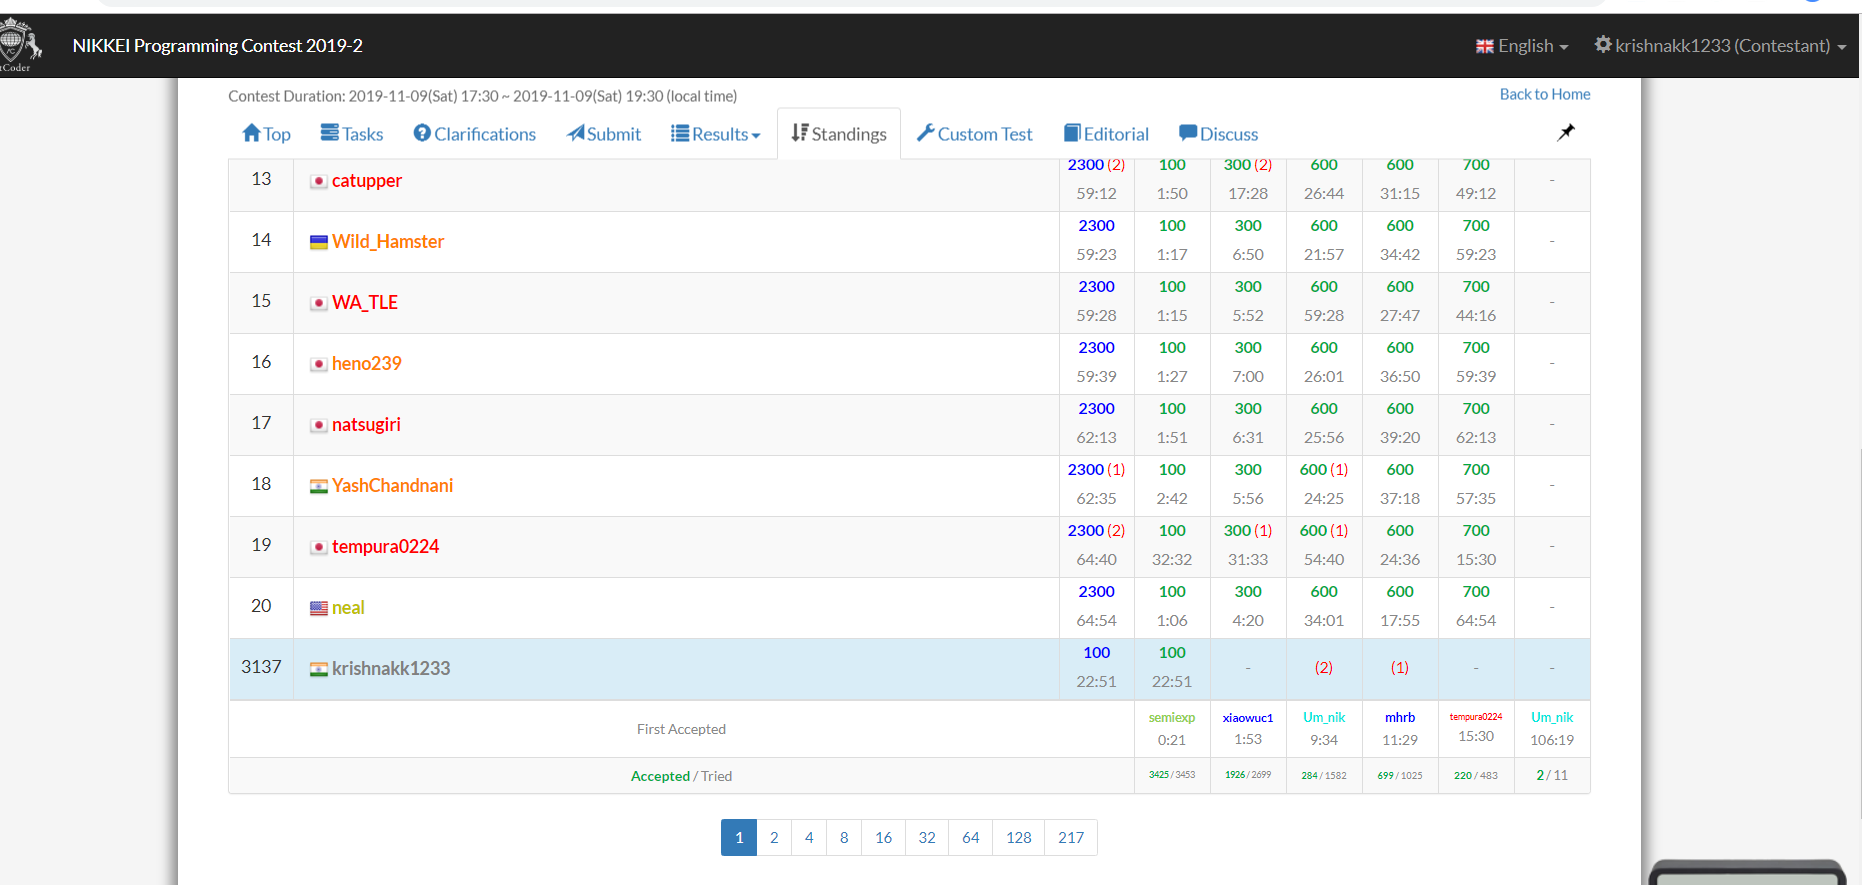 tCoder
NIKKEI Programming Contest 2019-2
English
krishnakk1233 (Contestant)
Contest Duration: 2019-11-09(Sat) 17:30 ~ 2019-11-09(Sat) 19:30 (local time)
Back to Home
Top Tasks Clarifications Submit Results Standings Custom Test Editorial Discuss
13 catupper 2300 (2) 100 300 (2) 600 600 700 -
59:12 1:50 17:28 26:44 31:15 49:12
14 Wild_Hamster 2300 100 300 600 600 700 -
59:23 1:17 6:50 21:57 34:42 59:23
15 WA_TLE 2300 100 300 600 600 700 -
59:28 1:15 5:52 59:28 27:47 44:16
16 heno239 2300 100 300 600 600 700 -
59:39 1:27 7:00 26:01 36:50 59:39
17 natsugiri 2300 100 300 600 600 700 -
62:13 1:51 6:31 25:56 39:20 62:13
18 YashChandnani 2300 (1) 100 300 600 (1) 600 700 -
62:35 2:42 5:56 24:25 37:18 57:35
19 tempura0224 2300 (2) 100 300 (1) 600 (1) 600 700 -
64:40 32:32 31:33 54:40 24:36 15:30
20 neal 2300 100 300 600 600 700 -
64:54 1:06 4:20 34:01 17:55 64:54
3137 krishnakk1233 100 100 - (2) (1) - -
22:51 22:51
First Accepted semiexp xiaowuc1 Um_nik mhrb tempura0224 Um_nik
0:21 1:53 9:34 11:29 15:30 106:19
Accepted / Tried 3425 / 3453 1926 / 2699 284 / 1582 699 / 1025 220 / 483 2 / 11
1 2 4 8 16 32 64 128 217